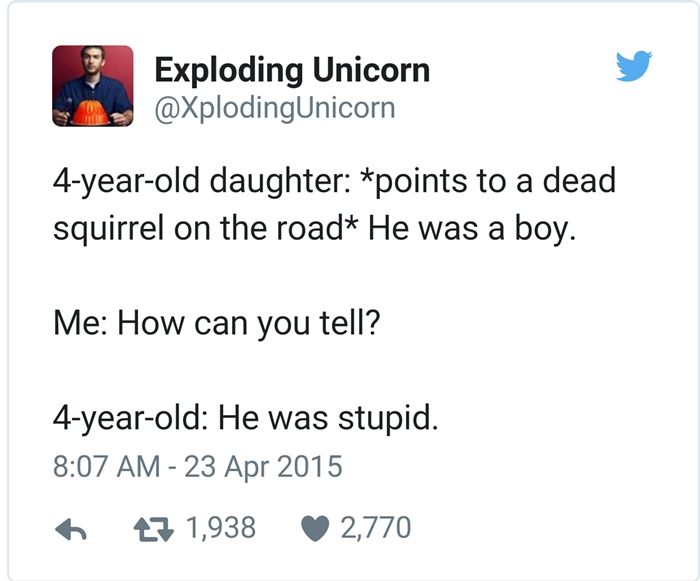 Exploding Unicorn
@XplodingUnicorn
4-year-old daughter: *points to a dead
squirrel on the road* He was a boy.
Me: How can you tell?
4-year-old: He was stupid.
8:07 AM - 23 Apr 2015
1,938 2,770